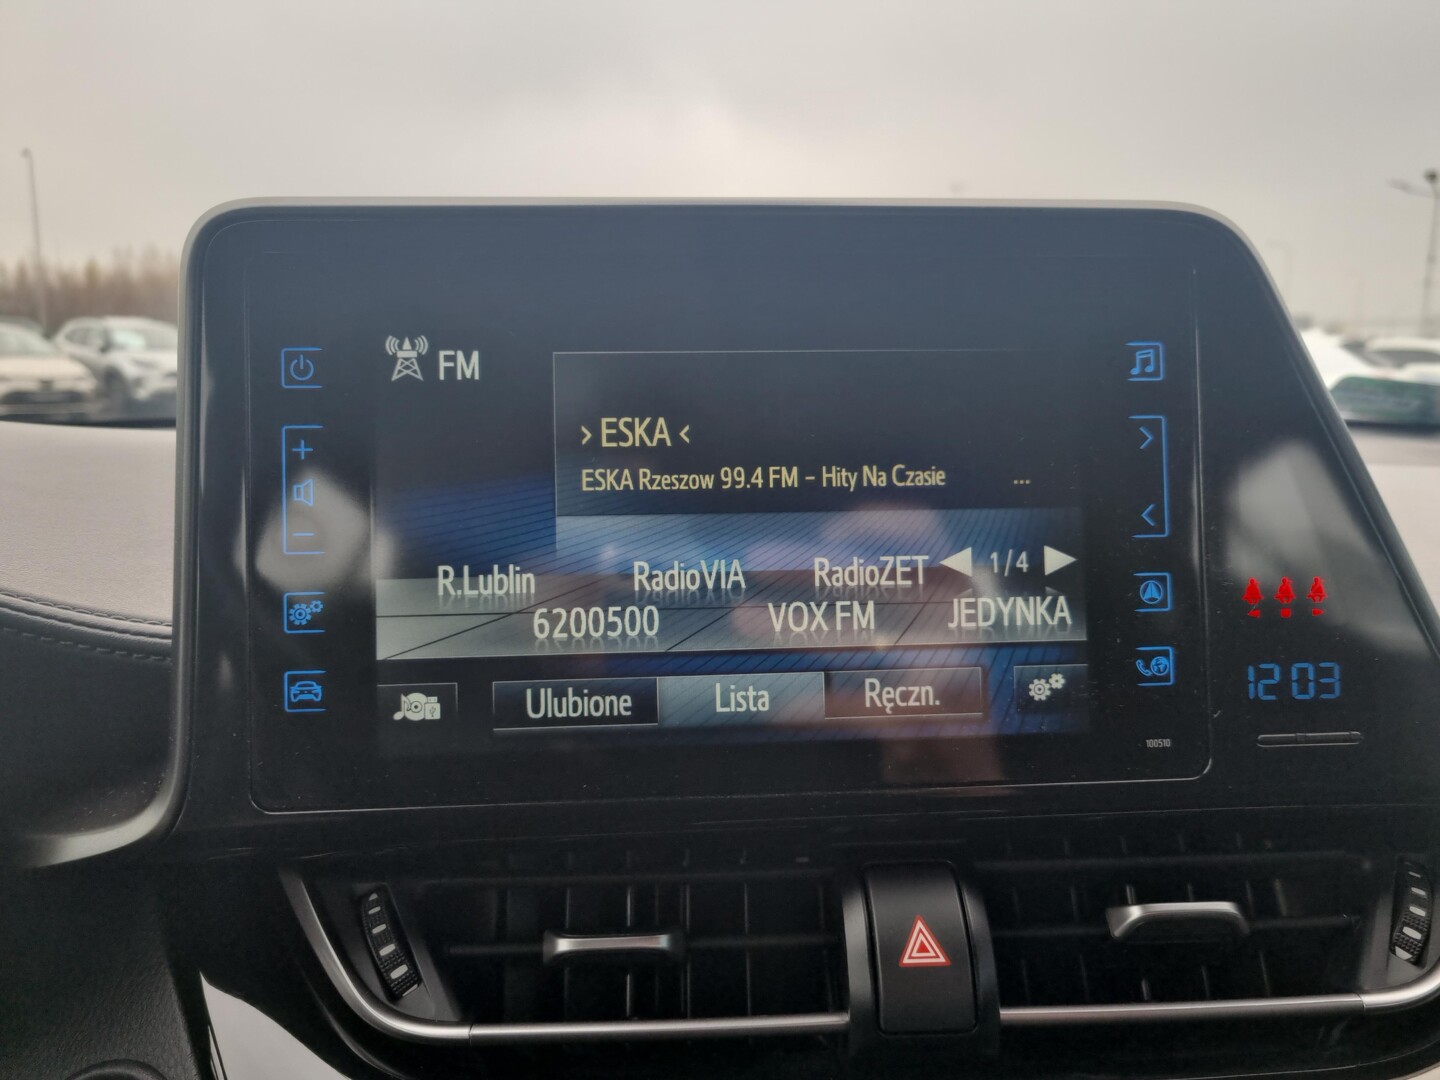 FM
› ESKA ‹
ESKA Rzeszow 99.4 FM - Hity Na Czasie ...
R.Lublin RadioVIA RadioZET 1/4
6200500 VOX FM JEDYNKA
Ulubione Lista Ręczn.
100510
12:03